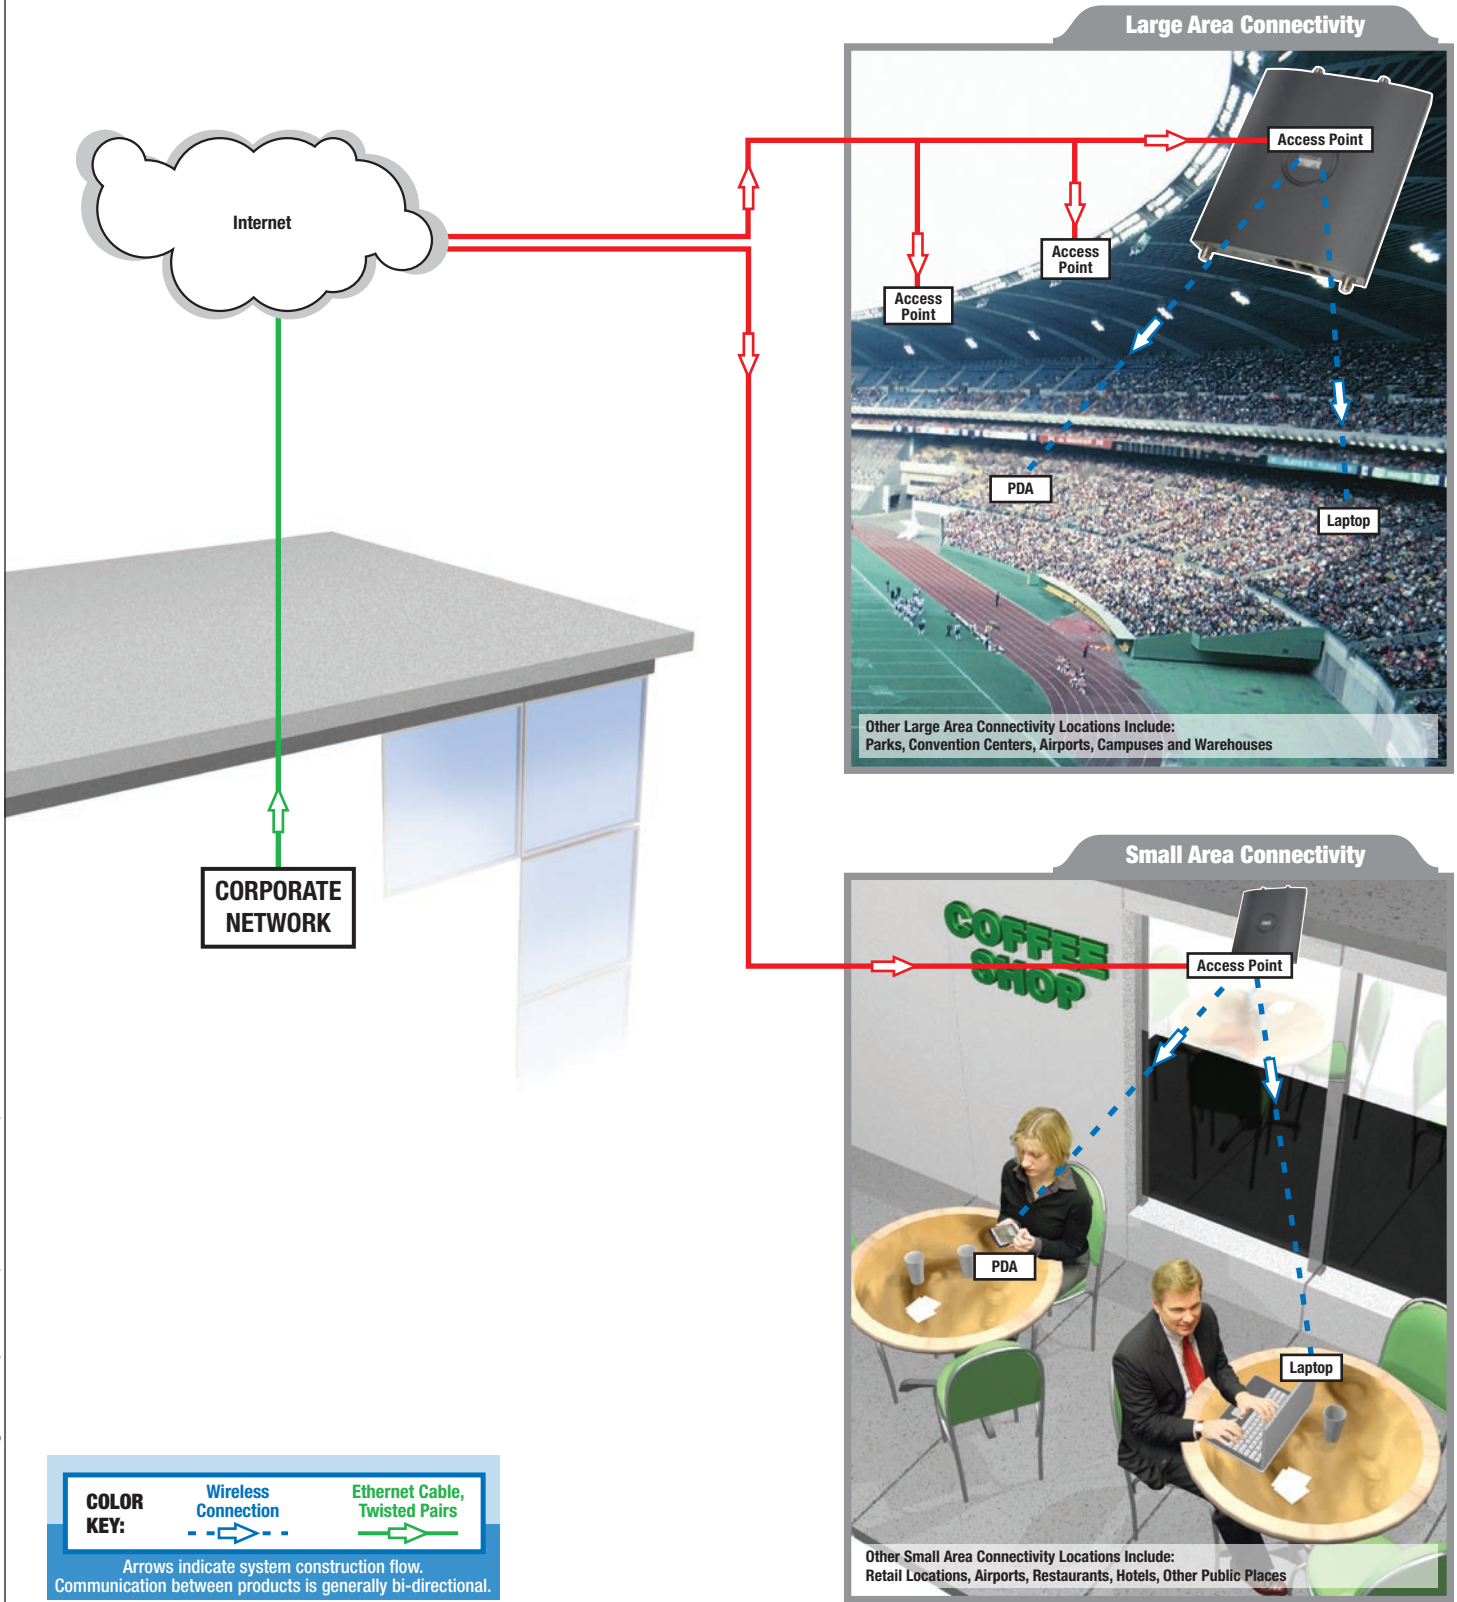 Large Area Connectivity
Access Point
Internet
Access
Point
Access
Point
PDA
Laptop
Other Large Area Connectivity Locations Include:
Parks, Convention Centers, Airports, Campuses and Warehouses
CORPORATE
NETWORK
Small Area Connectivity
COFFEE
SHOP
Access Point
PDA
Laptop
Other Small Area Connectivity Locations Include:
Retail Locations, Airports, Restaurants, Hotels, Other Public Places
COLOR
KEY:
Wireless
Connection
Ethernet Cable,
Twisted Pairs
Arrows indicate system construction flow.
Communication between products is generally bi-directional.